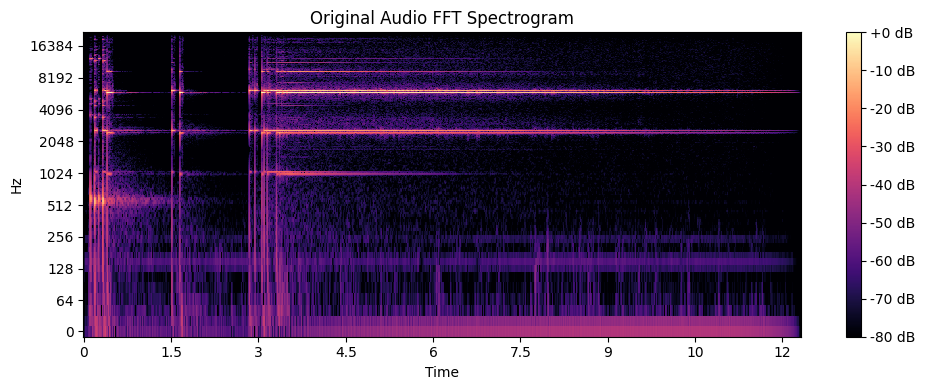 Original Audio FFT Spectrogram
16384
8192
4096
2048
1024
512
256
128
64
0
Hz
0 1.5 3 4.5 6 7.5 9 10 12
Time
+0 dB
-10 dB
-20 dB
-30 dB
-40 dB
-50 dB
-60 dB
-70 dB
-80 dB